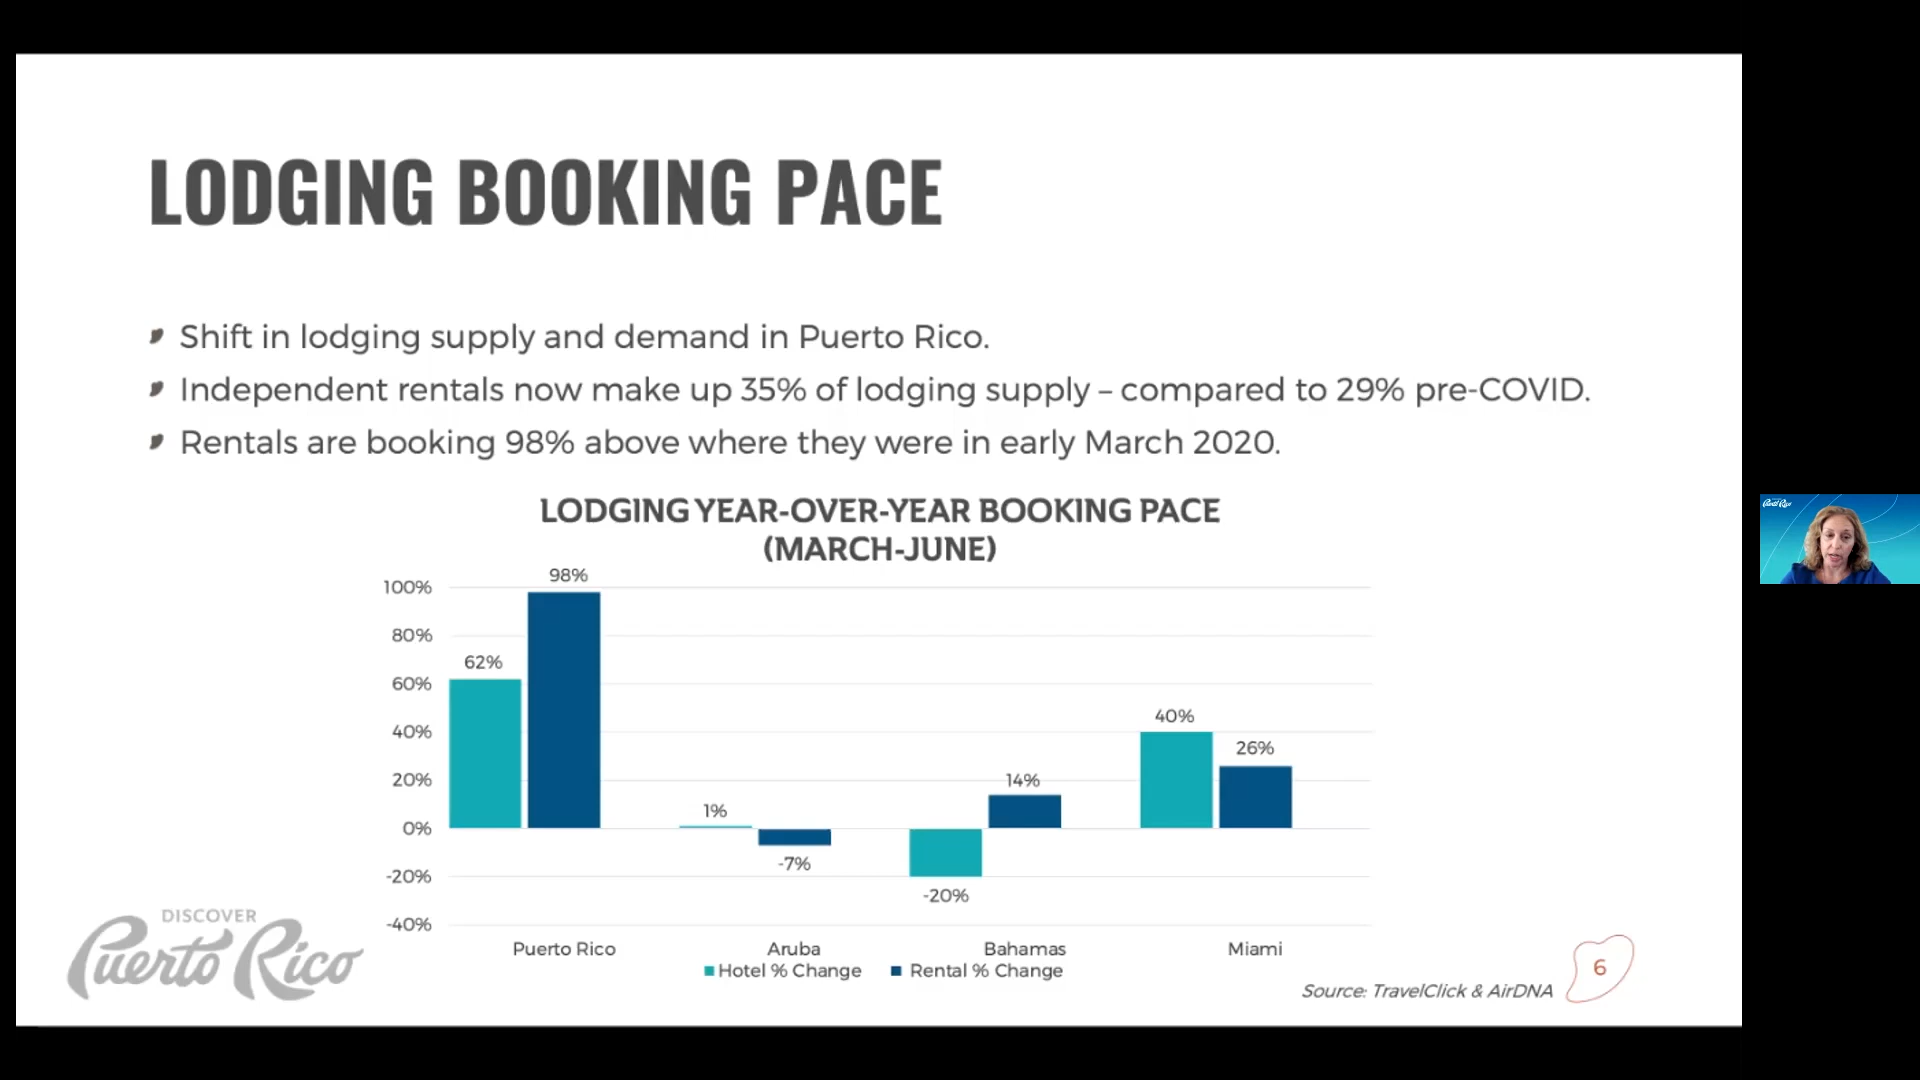 LODGING BOOKING PACE
Shift in lodging supply and demand in Puerto Rico.
Independent rentals now make up 35% of lodging supply – compared to 29% pre-COVID.
Rentals are booking 98% above where they were in early March 2020.
LODGING YEAR-OVER-YEAR BOOKING PACE
(MARCH-JUNE)
100%
80%
60%
40%
20%
0%
-20%
-40%
62%
98%
1%
-7%
-20%
14%
40%
26%
Puerto Rico
Aruba
Bahamas
Miami
Hotel % Change
Rental % Change
Source: TravelClick & AirDNA
6
DISCOVER
Puerto Rico
Puerto Rico